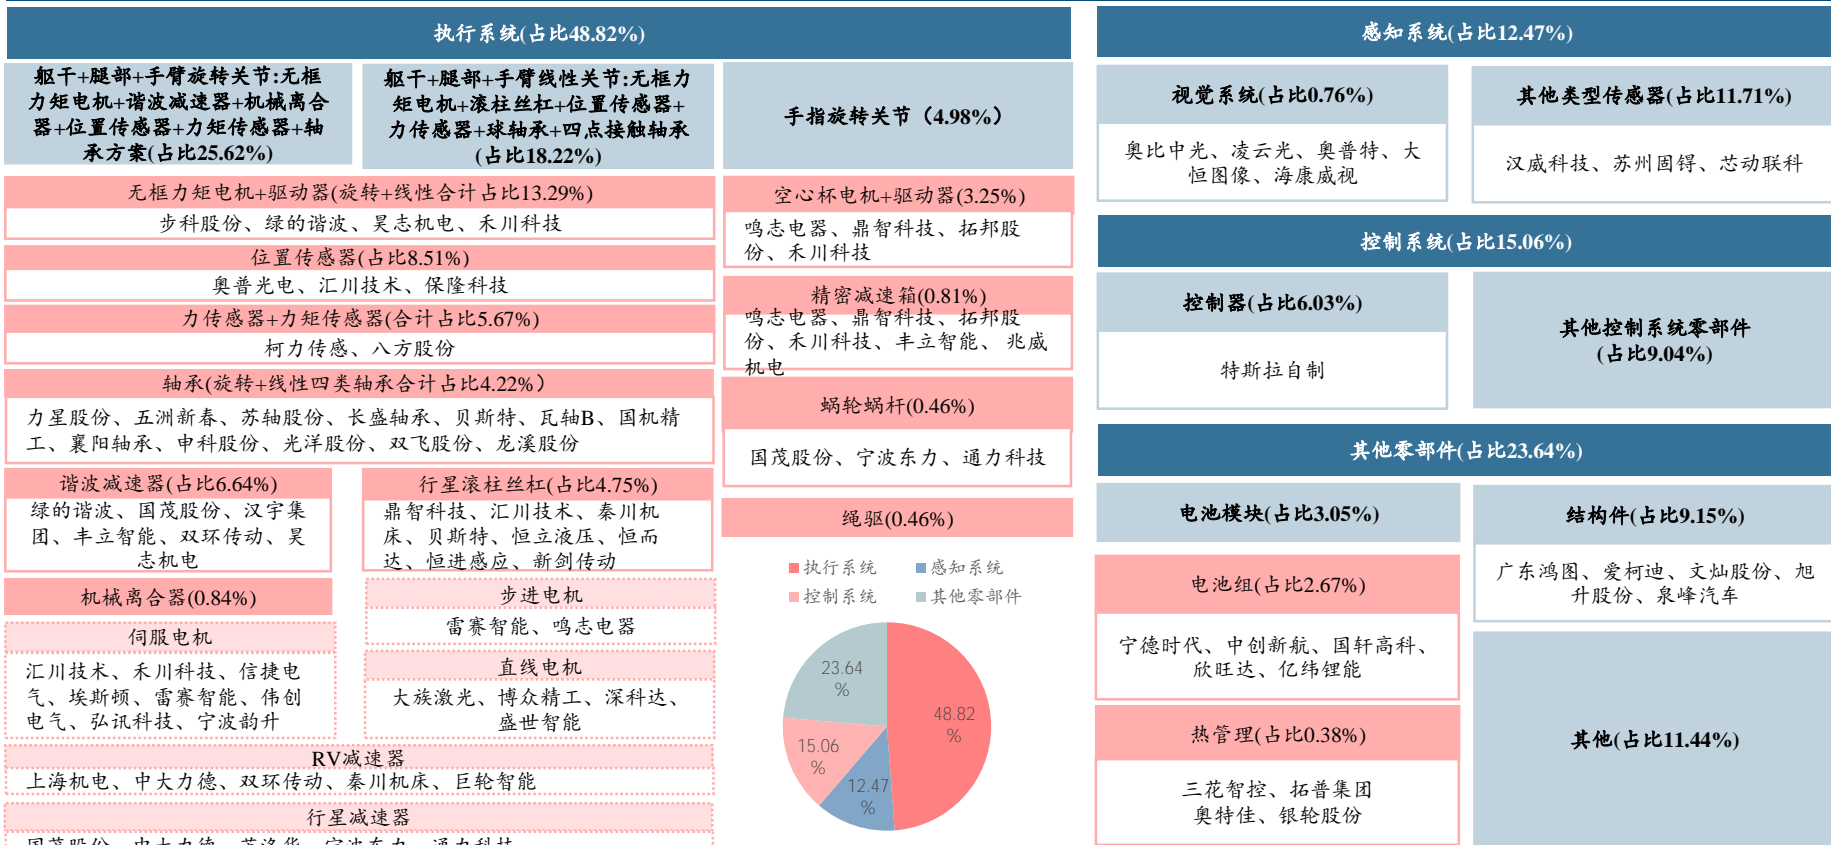 执行系统(占比48.82%)
躯干+腿部+手臂旋转关节:无框
力矩电机+谐波减速器+机械离合
器+位置传感器+力矩传感器+轴
承方案(占比25.62%)
躯干+腿部+手臂线性关节:无框力
矩电机+滚柱丝杠+位置传感器+
力传感器+球轴承+四点接触轴承
(占比18.22%)
手指旋转关节（4.98%）
无框力矩电机+驱动器(旋转+线性合计占比13.29%)
步科股份、绿的谐波、昊志机电、禾川科技
位置传感器(占比8.51%)
奥普光电、汇川技术、保隆科技
力传感器+力矩传感器(合计占比5.67%)
柯力传感、八方股份
轴承(旋转+线性四类轴承合计占比4.22%）
力星股份、五洲新春、苏轴股份、长盛轴承、贝斯特、瓦轴B、国机精
工、襄阳轴承、申科股份、光洋股份、双飞股份、龙溪股份
谐波减速器(占比6.64%)
绿的谐波、国茂股份、汉宇集
团、丰立智能、双环传动、昊
志机电
行星滚柱丝杠(占比4.75%)
鼎智科技、汇川技术、秦川机
床、贝斯特、恒立液压、恒而
达、恒进感应、新剑传动
机械离合器(0.84%)
步进电机
雷赛智能、鸣志电器
伺服电机
汇川技术、禾川科技、信捷电
气、埃斯顿、雷赛智能、伟创
电气、弘讯科技、宁波韵升
直线电机
大族激光、博众精工、深科达、
盛世智能
RV减速器
上海机电、中大力德、双环传动、秦川机床、巨轮智能
行星减速器
国茂股份、中大力德、苏洛华、宁波东力、通力科技
空心杯电机+驱动器(3.25%)
鸣志电器、鼎智科技、拓邦股
份、禾川科技
精密减速箱(0.81%)
鸣志电器、鼎智科技、拓邦股
份、禾川科技、丰立智能、 兆威
机电
蜗轮蜗杆(0.46%)
国茂股份、宁波东力、通力科技
绳驱(0.46%)
执行系统
感知系统
控制系统
其他零部件
23.64
%
48.82
%
15.06
%
12.47
%
感知系统(占比12.47%)
视觉系统(占比0.76%)
奥比中光、凌云光、奥普特、大
恒图像、海康威视
其他类型传感器(占比11.71%)
汉威科技、苏州固锝、芯动联科
控制系统(占比15.06%)
控制器(占比6.03%)
特斯拉自制
其他控制系统零部件
(占比9.04%)
其他零部件(占比23.64%)
电池模块(占比3.05%)
电池组(占比2.67%)
宁德时代、中创新航、国轩高科、
欣旺达、亿纬锂能
热管理(占比0.38%)
三花智控、拓普集团
奥特佳、银轮股份
结构件(占比9.15%)
广东鸿图、爱柯迪、文灿股份、旭
升股份、泉峰汽车
其他(占比11.44%)